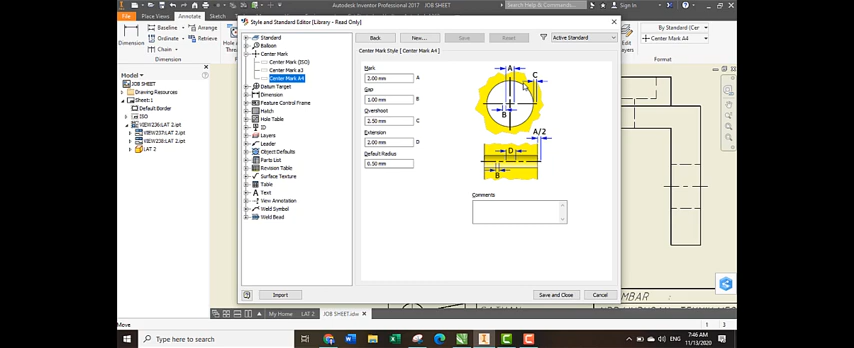 File
Place Views
Annotate
Sketch
Autodesk Inventor Professional 2017 JOB SHEET
Search Help & Commands...
Dimension
Baseline
Ordinate
Chain
Arrange
Retrieve
Dimension
By Standard (Cer
Center Mark A4
Edit
Layers
Format
Style and Standard Editor [Library - Read Only]
Back
New...
Save
Reset
Active Standard
Center Mark Style [ Center Mark A4 ]
Standard
Balloon
Center Mark
Center Mark (ISO)
Center Mark a3
Center Mark A4
Datum Target
Dimension
Feature Control Frame
Hatch
Hole Table
ID
Layers
Leader
Object Defaults
Parts List
Revision Table
Surface Texture
Table
Text
View Annotation
Weld Symbol
Weld Bead
Mark
2.00 mm A
Gap
1.00 mm B
Overshoot
2.50 mm C
Extension
2.00 mm D
Default Radius
0.50 mm
A
C
B
A/2
D
B
Comments
Import
Save and Close
Cancel
Model
JOB SHEET
Drawing Resources
Sheet:1
Default Border
ISO
VIEW236:LAT 2.ipt
VIEW237:LAT 2.ipt
VIEW238:LAT 2.ipt
LAT 2
My Home
LAT 2
JOB SHEET.idw
Move
1
3
Type here to search
ENG
7:46 AM
11/13/2020